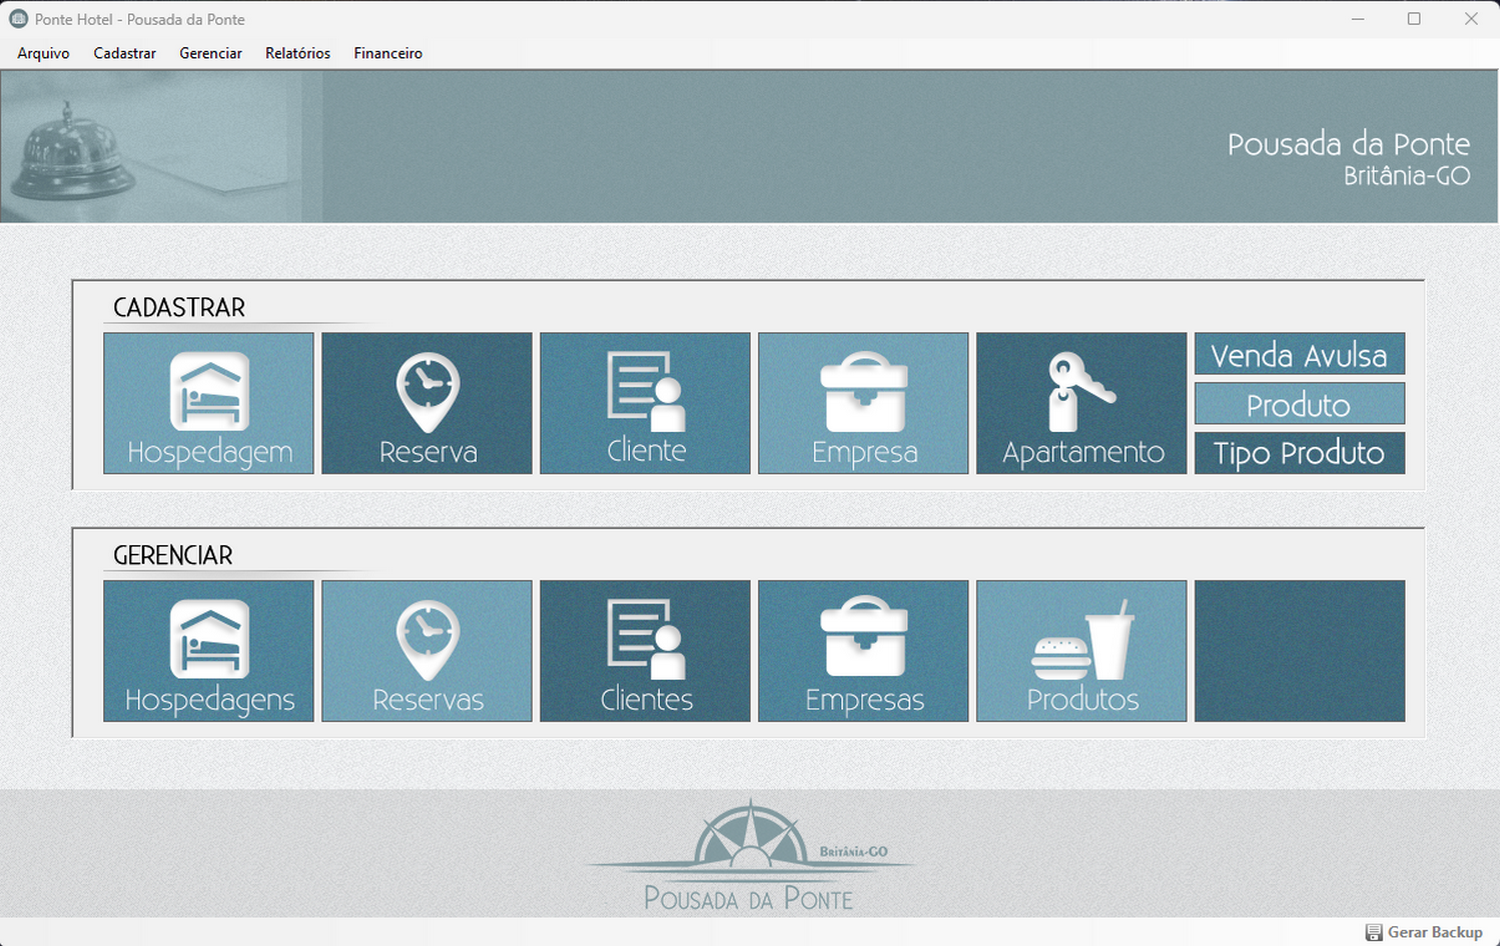 Ponte Hotel - Pousada da Ponte
Arquivo Cadastrar Gerenciar Relatórios Financeiro
Pousada da Ponte
Britânia-GO
CADASTRAR
Hospedagem
Reserva
Cliente
Empresa
Apartamento
Venda Avulsa
Produto
Tipo Produto
GERENCIAR
Hospedagens
Reservas
Clientes
Empresas
Produtos
Britânia-GO
Pousada da Ponte
Gerar Backup